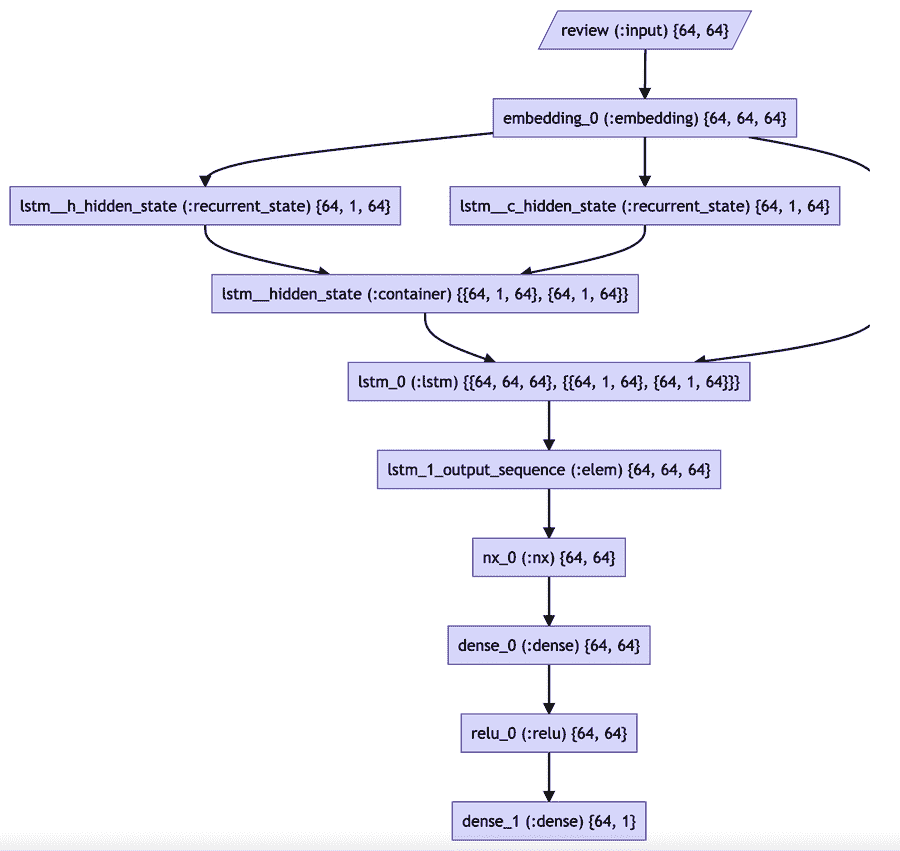 review (:input) {64, 64}
embedding_0 (:embedding) {64, 64, 64}
lstm__h_hidden_state (:recurrent_state) {64, 1, 64}
lstm__c_hidden_state (:recurrent_state) {64, 1, 64}
lstm__hidden_state (:container) {{64, 1, 64}, {64, 1, 64}}
lstm_0 (:lstm) {{64, 64, 64}, {{64, 1, 64}, {64, 1, 64}}}
lstm_1_output_sequence (:elem) {64, 64, 64}
nx_0 (:nx) {64, 64}
dense_0 (:dense) {64, 64}
relu_0 (:relu) {64, 64}
dense_1 (:dense) {64, 1}